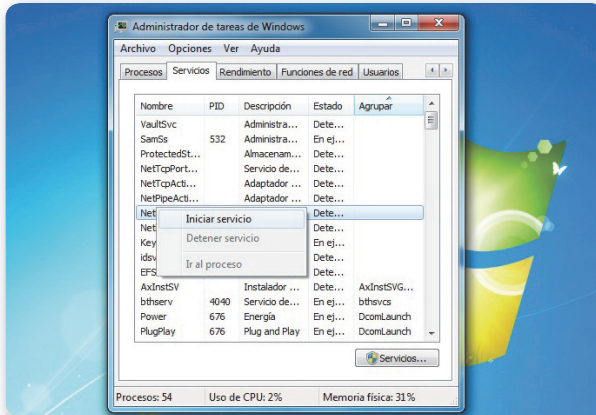 Administrador de tareas de Windows
Archivo Opciones Ver Ayuda
Procesos Servicios Rendimiento Funciones de red Usuarios
Nombre PID Descripción Estado Agrupar
VaultSvc Administra... Dete...
SamSs 532 Administra... En ej...
ProtectedSt... Almacenam... Dete...
NetTcpPort... Servicio de... Dete...
NetTcpActi... Adaptador ... Dete...
NetPipeActi... Adaptador ... Dete...
Net Dete...
Iniciar servicio
Net Dete...
Detener servicio
Key En ej...
idsv Dete...
Ir al proceso
EFS Dete...
AxInstSV Instalador ... Dete... AxInstSVG...
bthserv 4040 Servicio de... En ej... bthsvcs
Power 676 Energía En ej... DcomLaunch
PlugPlay 676 Plug and Play En ej... DcomLaunch
Servicios...
Procesos: 54 Uso de CPU: 2% Memoria física: 31%